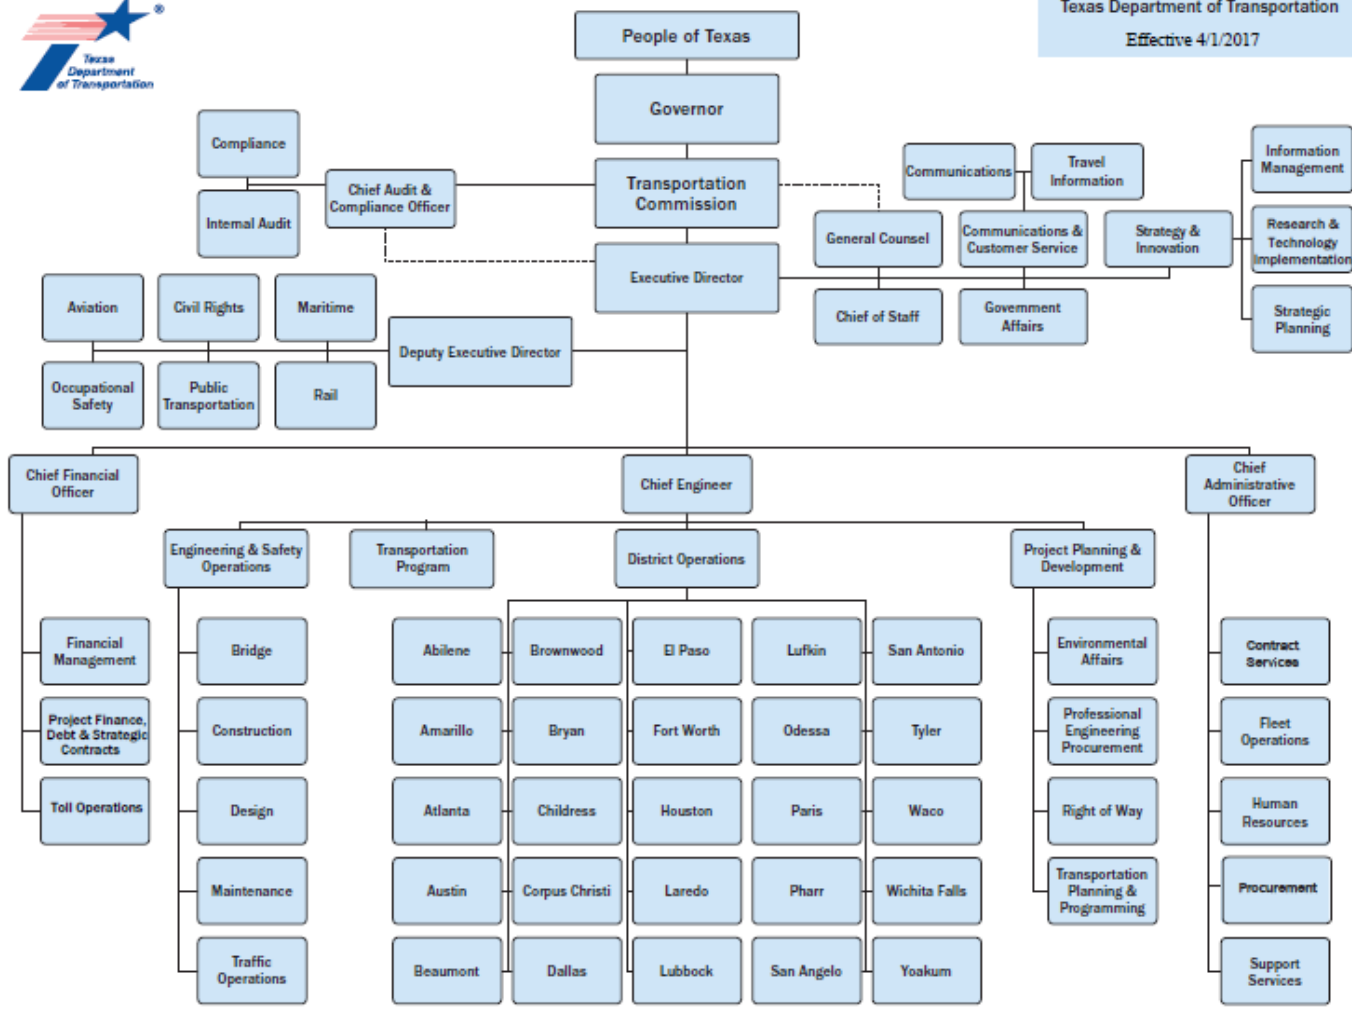 Texas
Department
of Transportation
®
Texas Department of Transportation
Effective 4/1/2017
People of Texas
Governor
Transportation
Commission
Executive Director
Compliance
Internal Audit
Chief Audit &
Compliance Officer
Communications
Travel
Information
General Counsel
Communications &
Customer Service
Strategy &
Innovation
Information
Management
Research &
Technology
Implementation
Strategic
Planning
Chief of Staff
Government
Affairs
Aviation
Civil Rights
Maritime
Deputy Executive Director
Occupational
Safety
Public
Transportation
Rail
Chief Financial
Officer
Chief Engineer
Chief
Administrative
Officer
Engineering & Safety
Operations
Transportation
Program
District Operations
Project Planning &
Development
Financial
Management
Project Finance,
Debt & Strategic
Contracts
Toll Operations
Bridge
Construction
Design
Maintenance
Traffic
Operations
Abilene
Amarillo
Atlanta
Austin
Beaumont
Brownwood
Bryan
Childress
Corpus Christi
Dallas
El Paso
Fort Worth
Houston
Laredo
Lubbock
Lufkin
Odessa
Paris
Pharr
San Angelo
San Antonio
Tyler
Waco
Wichita Falls
Yoakum
Environmental
Affairs
Professional
Engineering
Procurement
Right of Way
Transportation
Planning &
Programming
Contract
Services
Fleet
Operations
Human
Resources
Procurement
Support
Services